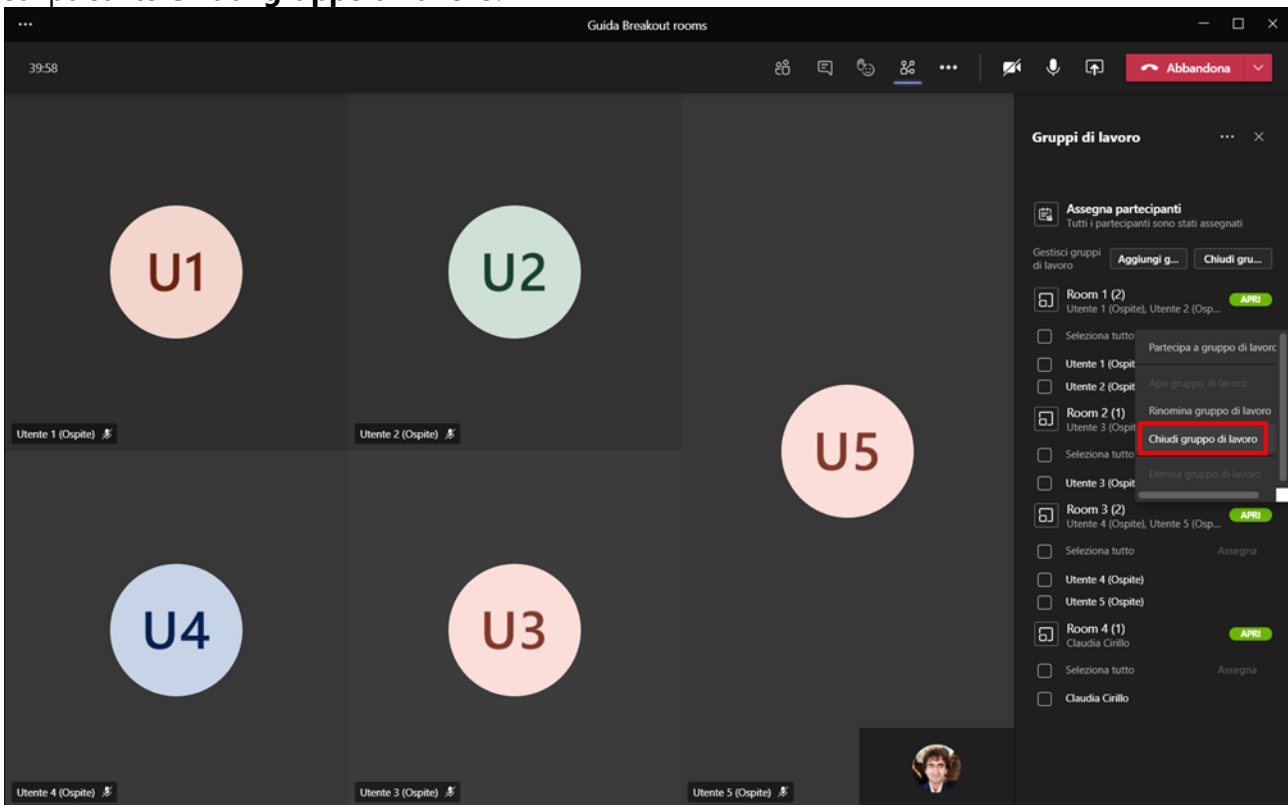 Guida Breakout rooms
39:58
Abbandona
Gruppi di lavoro
Assegna partecipanti
Tutti i partecipanti sono stati assegnati
Gestisci gruppi
di lavoro
Aggiungi g...
Chiudi gru...
Room 1 (2)
Utente 1 (Ospite), Utente 2 (Osp...
APRI
Seleziona tutto
Utente 1 (Ospit
Utente 2 (Ospit
Partecipa a gruppo di lavoro
Apri gruppo di lavoro
Rinomina gruppo di lavoro
Chiudi gruppo di lavoro
Elimina gruppo di lavoro
Room 2 (1)
Utente 3 (Ospit
Seleziona tutto
Utente 3 (Ospit
Room 3 (2)
Utente 4 (Ospite), Utente 5 (Osp...
APRI
Seleziona tutto
Assegna
Utente 4 (Ospite)
Utente 5 (Ospite)
Room 4 (1)
Claudia Cirillo
APRI
Seleziona tutto
Assegna
Claudia Cirillo
U1
U2
U5
Utente 1 (Ospite)
Utente 2 (Ospite)
U4
U3
Utente 4 (Ospite)
Utente 3 (Ospite)
Utente 5 (Ospite)